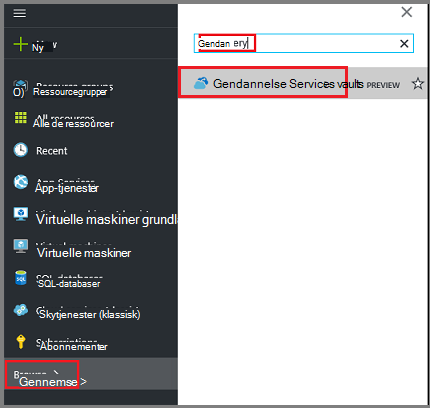 Ny
Ressourcegrupper
Alle de ressourcer
Recent
App-tjenester
Virtuelle maskiner grundl
Virtuelle maskiner
SQL-databaser
Skytjenester (klassisk)
Abonnementer
Gennemse >
Gendan ery
Gendannelse Services vaults PREVIEW